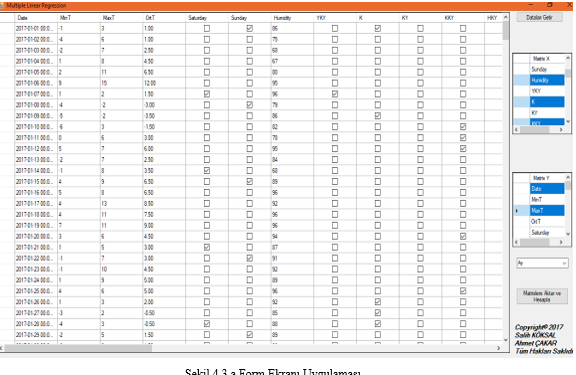 Multiple Linear Regression
Date MinT MaxT OrtT Saturday Sunday Humidity YKY K KY KKY HKY
2017-01-01 00:0... -1 3 1.00 86
2017-01-02 00:0... -4 6 1.00 75
2017-01-03 00:0... -2 7 2.50 60
2017-01-04 00:0... 1 8 4.50 67
2017-01-05 00:0... 2 11 6.50 80
2017-01-06 00:0... 9 15 12.00 95
2017-01-07 00:0... 1 2 1.50 96
2017-01-08 00:0... -4 -2 -3.00 79
2017-01-09 00:0... -5 -2 -3.50 86
2017-01-10 00:0... -6 3 -1.50 82
2017-01-11 00:0... 0 6 3.00 78
2017-01-12 00:0... 5 7 6.00 95
2017-01-13 00:0... -2 7 2.50 84
2017-01-14 00:0... -1 8 3.50 68
2017-01-15 00:0... 4 9 6.50 89
2017-01-16 00:0... 5 8 6.50 96
2017-01-17 00:0... 4 13 8.50 92
2017-01-18 00:0... 4 11 7.50 96
2017-01-19 00:0... 7 11 9.00 96
2017-01-20 00:0... 3 6 4.50 94
2017-01-21 00:0... 1 5 3.00 87
2017-01-22 00:0... -1 7 3.00 91
2017-01-23 00:0... -1 10 4.50 92
2017-01-24 00:0... 1 9 5.00 89
2017-01-25 00:0... 4 6 5.00 96
2017-01-26 00:0... 1 3 2.00 92
2017-01-27 00:0... -3 2 -0.50 85
2017-01-28 00:0... -4 3 -0.50 88
2017-01-29 00:0... -2 5 1.50 89
Dataları Getir
Matrix X
Sunday
Humidity
YKY
K
KY
KKY
Matrix Y
Date
MinT
MaxT
OrtT
Saturday
Ay
Matrislere Aktar ve
Hesapla
Copyright© 2017
Salih KÖKSAL
Ahmet ÇAKAR
Tüm Hakları Saklıdı
Şekil 4.3.a Form Ekranı Uygulaması